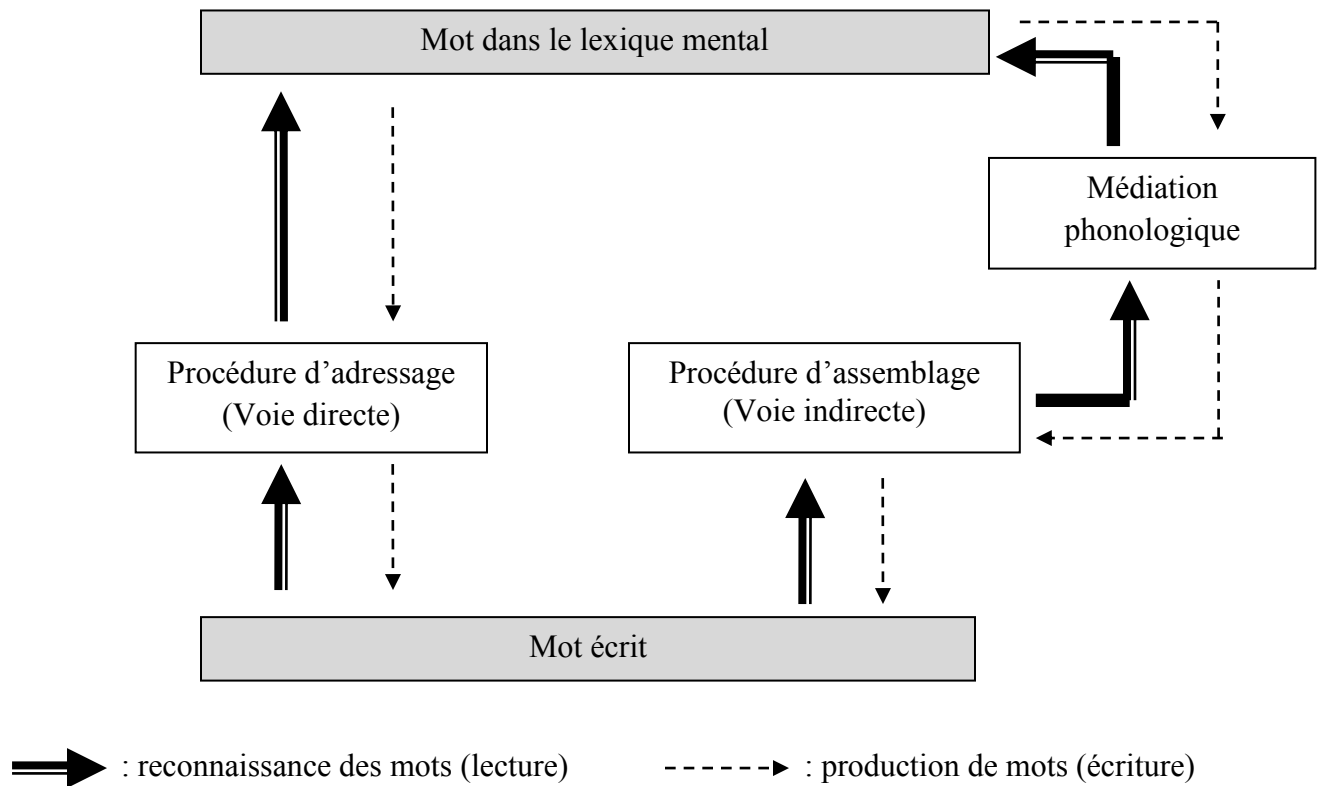 Mot dans le lexique mental
Médiation
phonologique
Procédure d’adressage
(Voie directe)
Procédure d’assemblage
(Voie indirecte)
Mot écrit
: reconnaissance des mots (lecture)
: production de mots (écriture)